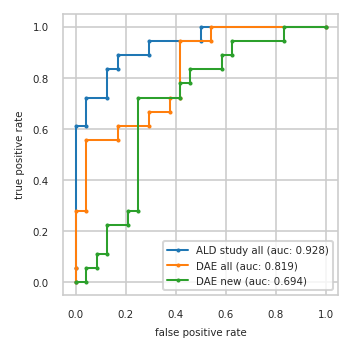 1.0
0.8
0.6
0.4
0.2
0.0
true positive rate
ALD study all (auc: 0.928)
DAE all (auc: 0.819)
DAE new (auc: 0.694)
0.0 0.2 0.4 0.6 0.8 1.0
false positive rate